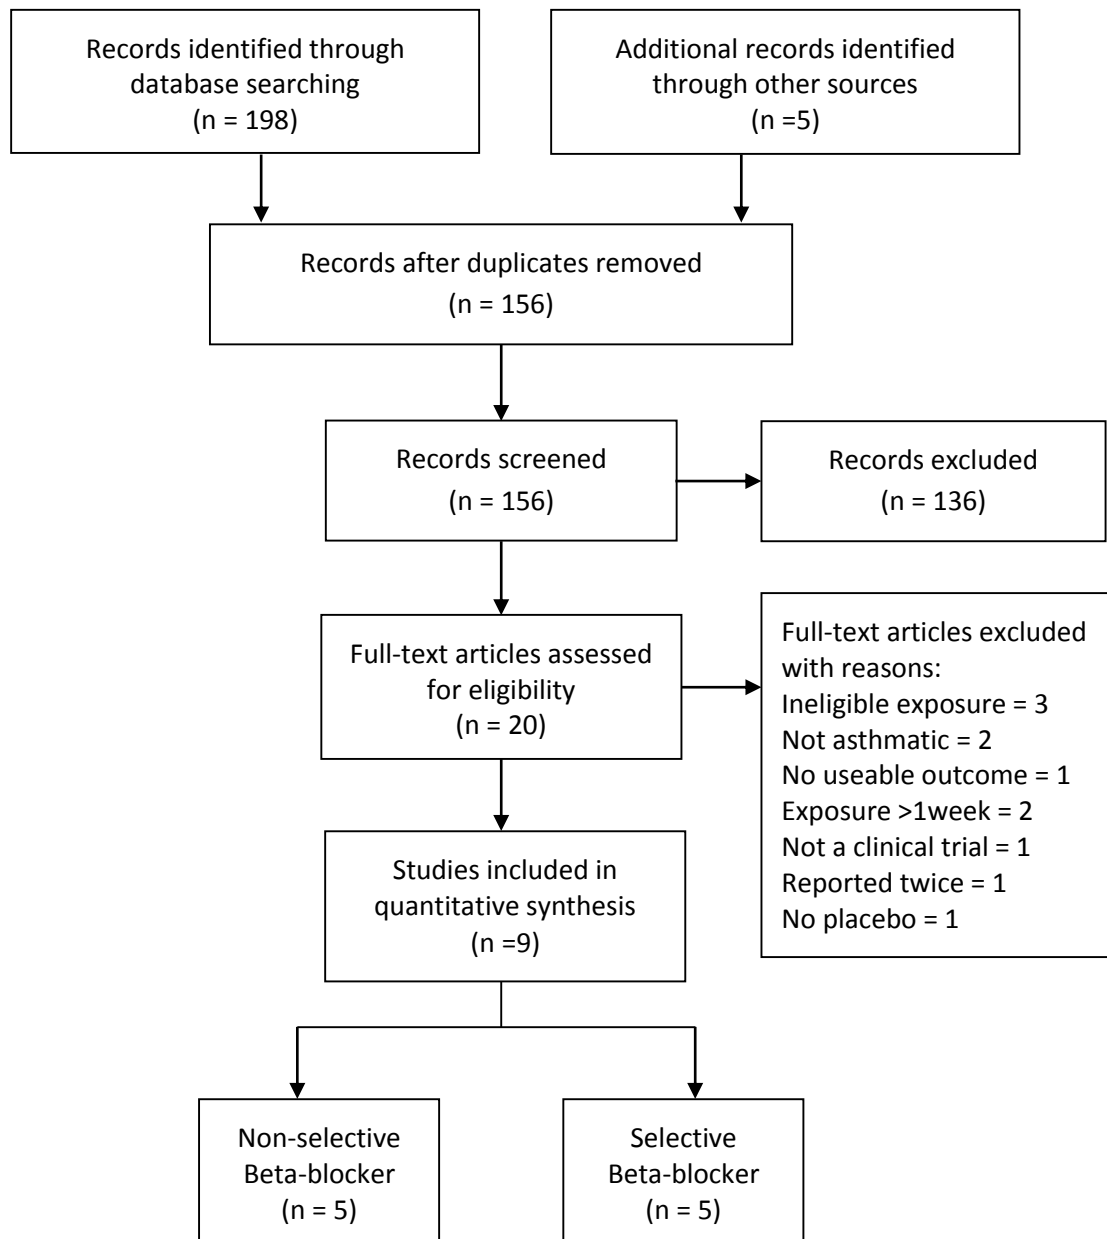 Records identified through
database searching
(n = 198)
Additional records identified
through other sources
(n =5)
Records after duplicates removed
(n = 156)
Records screened
(n = 156)
Records excluded
(n = 136)
Full-text articles assessed
for eligibility
(n = 20)
Full-text articles excluded
with reasons:
Ineligible exposure = 3
Not asthmatic = 2
No useable outcome = 1
Exposure >1week = 2
Not a clinical trial = 1
Reported twice = 1
No placebo = 1
Studies included in
quantitative synthesis
(n =9)
Non-selective
Beta-blocker
(n = 5)
Selective
Beta-blocker
(n = 5)